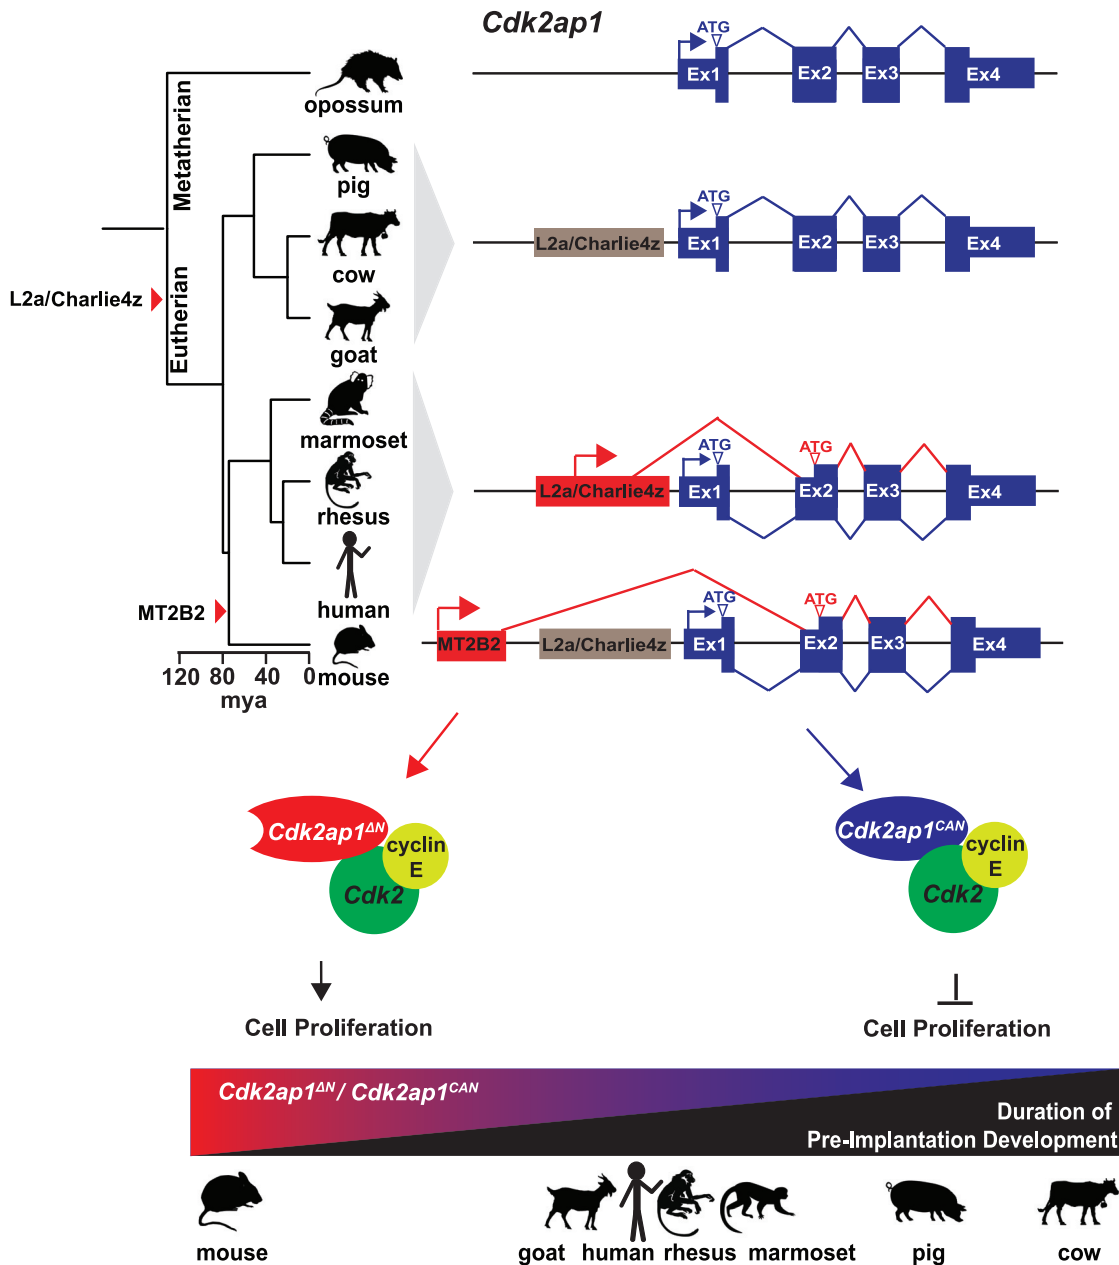 Cdk2ap1
Metatherian
Eutherian
L2a/Charlie4z
MT2B2
opossum
pig
cow
goat
marmoset
rhesus
human
mouse
120 80 40 0
mya
ATG
Ex1 Ex2 Ex3 Ex4
ATG
L2a/Charlie4z Ex1 Ex2 Ex3 Ex4
ATG ATG
L2a/Charlie4z Ex1 Ex2 Ex3 Ex4
ATG ATG
MT2B2 L2a/Charlie4z Ex1 Ex2 Ex3 Ex4
Cdk2ap1ΔN
cyclin
E
Cdk2
Cell Proliferation
Cdk2ap1CAN
cyclin
E
Cdk2
Cell Proliferation
Cdk2ap1ΔN / Cdk2ap1CAN
Duration of
Pre-Implantation Development
mouse goat human rhesus marmoset pig cow